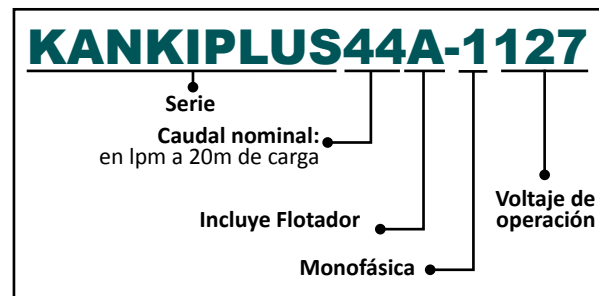 KANKIPLUS44A-1127
Serie
Caudal nominal:
en lpm a 20m de carga
Incluye Flotador
Voltaje de
operación
Monofásica